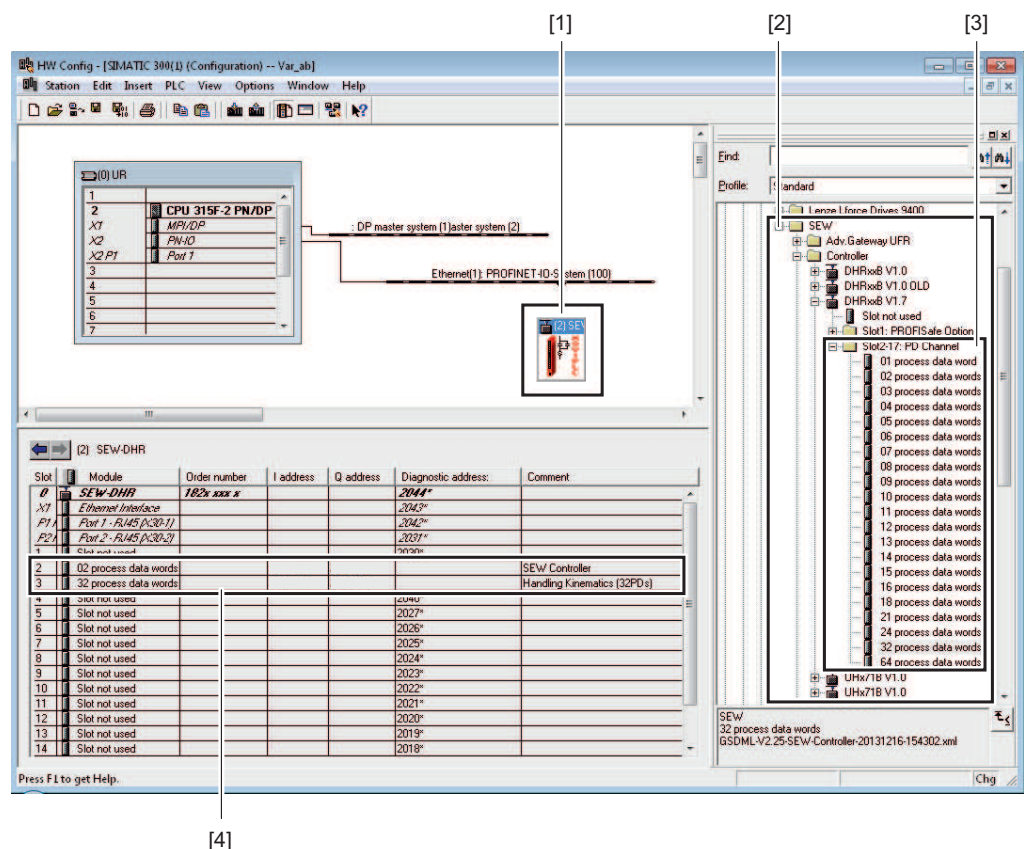 [1] [2] [3]
HW Config - [SIMATIC 300(1) (Configuration) -- Var_ab]
Station Edit Insert PLC View Options Window Help
(0) UR
1
2 CPU 315F-2 PN/DP
X1 MPI/DP
X2 PN-IO
X2 P1 Port 1
3
4
5
6
7
: DP master system (1)aster system (2)
Ethernet(1): PROFINET-IO-System (100)
(2) SEW
Find:
Profile: Standard
Lenze I force Drives 9400
SEW
Adv.Gateway UFR
Controller
DHRxxB V1.0
DHRxxB V1.0 OLD
DHRxxB V1.7
Slot not used
Slot1: PROFISafe Option
Slot2-17: PD Channel
01 process data word
02 process data words
03 process data words
04 process data words
05 process data words
06 process data words
07 process data words
08 process data words
09 process data words
10 process data words
11 process data words
12 process data words
13 process data words
14 process data words
15 process data words
16 process data words
18 process data words
21 process data words
24 process data words
32 process data words
64 process data words
UHx71B V1.0
UHx71B V1.0
SEW
32 process data words
GSDML-V2.25-SEW-Controller-20131216-154302.xml
(2) SEW-DHR
Slot Module Order number I address Q address Diagnostic address: Comment
0 SEW-DHR 182x xxx x 2044*
X1 Ethernet Interface 2043*
P1 Port 1 - RJ45 (X30-1) 2042*
P2 Port 2 - RJ45 (X30-2) 2031*
1 Slot not used 2030*
2 02 process data words SEW Controller
3 32 process data words Handling Kinematics (32PDs)
4 Slot not used 2040*
5 Slot not used 2027*
6 Slot not used 2026*
7 Slot not used 2025*
8 Slot not used 2024*
9 Slot not used 2023*
10 Slot not used 2022*
11 Slot not used 2021*
12 Slot not used 2020*
13 Slot not used 2019*
14 Slot not used 2018*
Press F1 to get Help. Chg
[4]